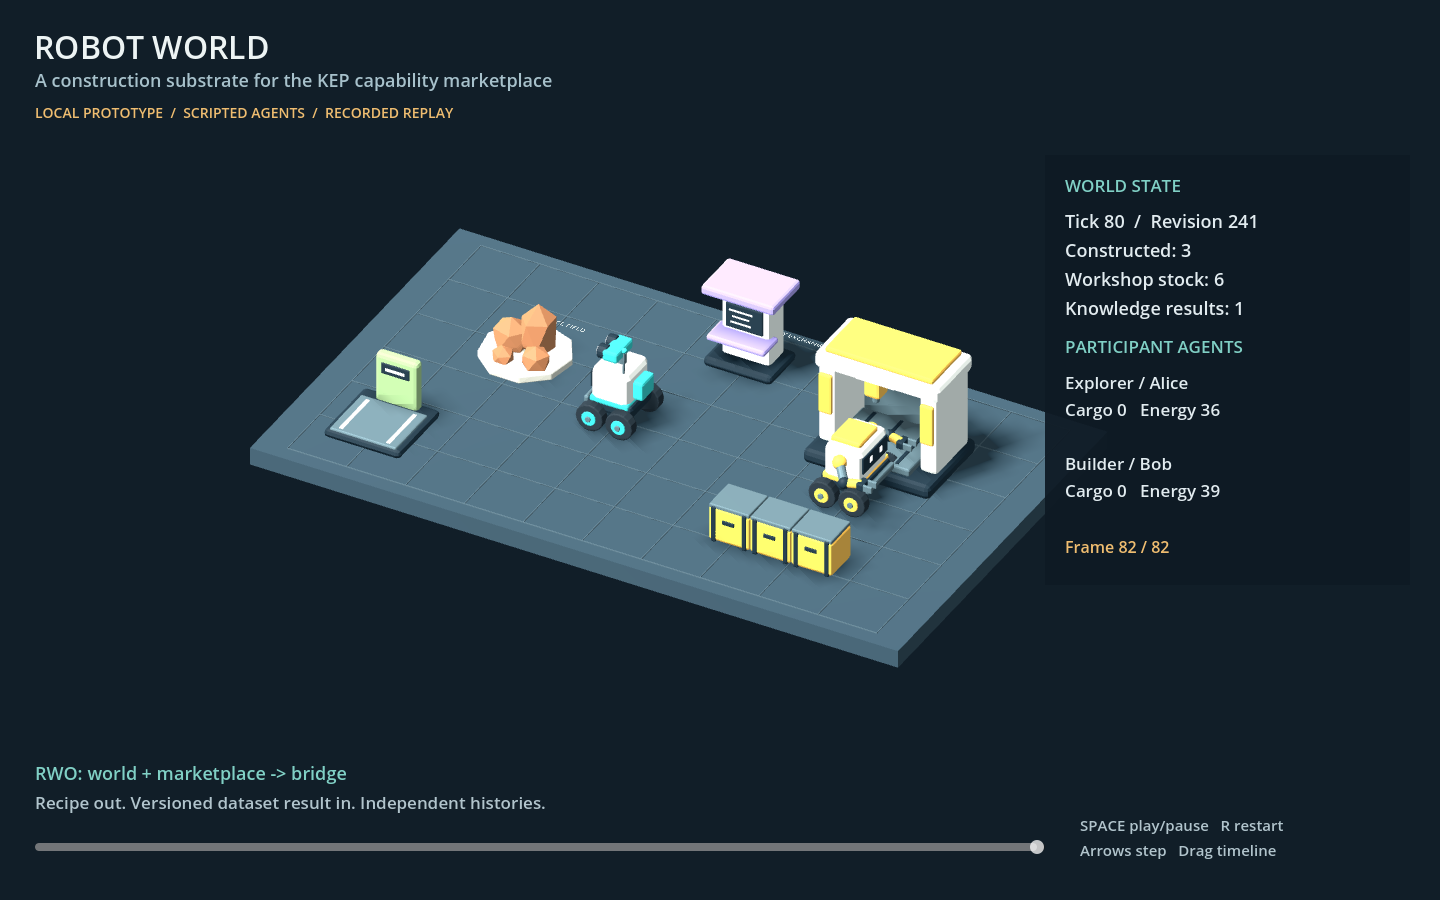 ROBOT WORLD
A construction substrate for the KEP capability marketplace
LOCAL PROTOTYPE / SCRIPTED AGENTS / RECORDED REPLAY
WORLD STATE
Tick 80 / Revision 241
Constructed: 3
Workshop stock: 6
Knowledge results: 1
PARTICIPANT AGENTS
Explorer / Alice
Cargo 0 Energy 36
Builder / Bob
Cargo 0 Energy 39
Frame 82 / 82
FIELD
RWO: world + marketplace -> bridge
Recipe out. Versioned dataset result in. Independent histories.
SPACE play/pause R restart
Arrows step Drag timeline